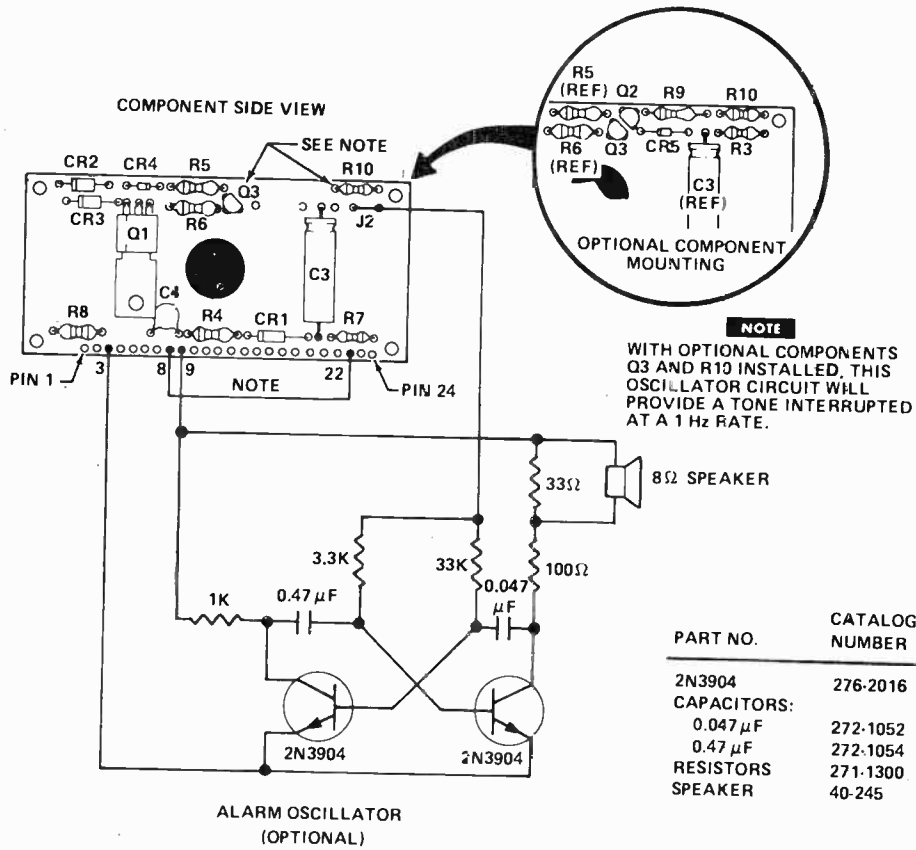 COMPONENT SIDE VIEW
SEE NOTE
CR2 CR4 R5 Q3 R10
CR3 Q1 R6 J2
C3
C4
R8 R4 CR1 R7
PIN 1 3 8 9 22 PIN 24
NOTE
R5 (REF) Q2 R9 R10
R6 (REF) Q3 CR5 R3
C3 (REF)
OPTIONAL COMPONENT
MOUNTING
NOTE
WITH OPTIONAL COMPONENTS
Q3 AND R10 INSTALLED, THIS
OSCILLATOR CIRCUIT WILL
PROVIDE A TONE INTERRUPTED
AT A 1 Hz RATE.
33Ω
8Ω SPEAKER
3.3K
33K
100Ω
1K
0.47 µF
0.047
µF
2N3904
2N3904
ALARM OSCILLATOR
(OPTIONAL)
PART NO. CATALOG NUMBER
2N3904 276-2016
CAPACITORS:
0.047 µF 272-1052
0.47 µF 272-1054
RESISTORS 271-1300
SPEAKER 40-245